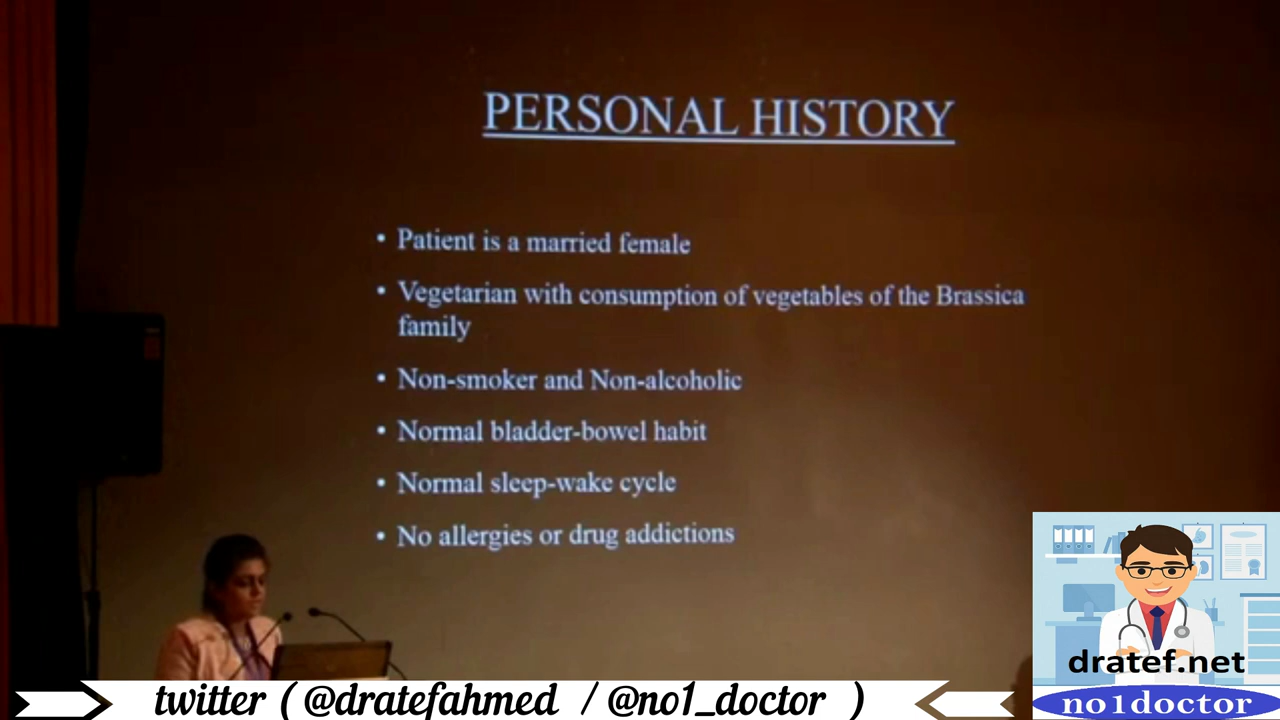 PERSONAL HISTORY
• Patient is a married female
• Vegetarian with consumption of vegetables of the Brassica
family
• Non-smoker and Non-alcoholic
• Normal bladder-bowel habit
• Normal sleep-wake cycle
• No allergies or drug addictions
dratef.net
no1doctor
twitter ( @dratefahmed / @no1_doctor )